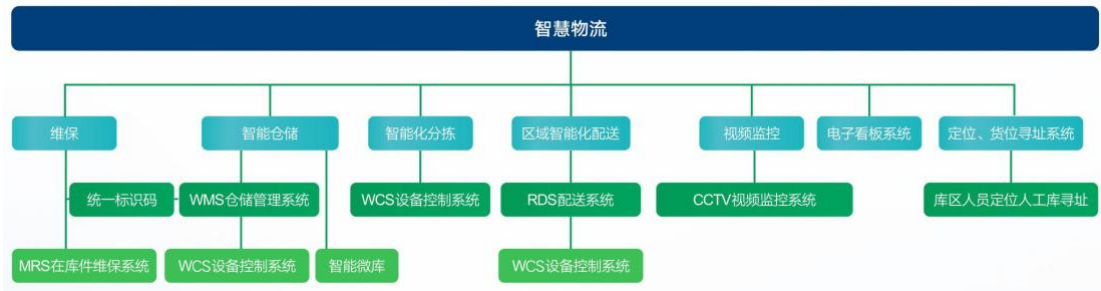 智慧物流
维保
智能仓储
智能化分拣
区域智能化配送
视频监控
电子看板系统
定位、货位寻址系统
统一标识码
WMS仓储管理系统
WCS设备控制系统
RDS配送系统
CCTV视频监控系统
库区人员定位人工库寻址
MRS在库件维保系统
WCS设备控制系统
智能微库
WCS设备控制系统